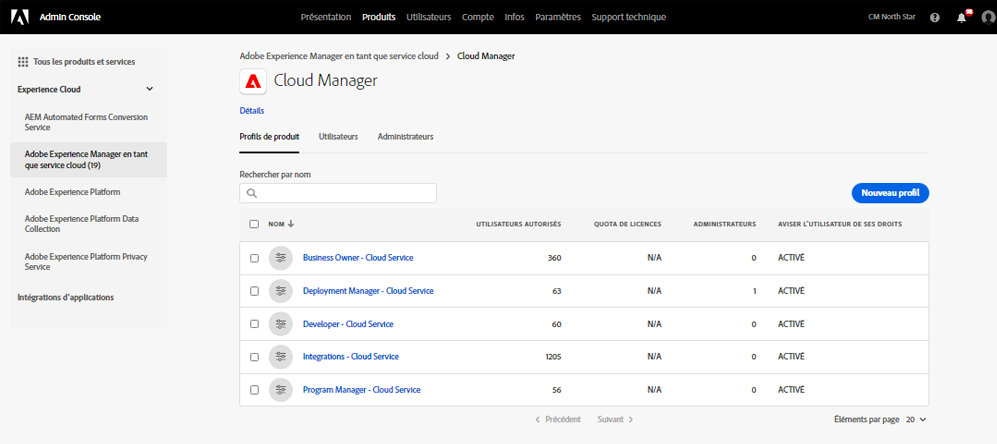 Admin Console
Présentation Produits Utilisateurs Compte Infos Paramètres Support technique
CM North Star
98
Tous les produits et services
Experience Cloud
AEM Automated Forms Conversion
Service
Adobe Experience Manager en tant
que service cloud (19)
Adobe Experience Platform
Adobe Experience Platform Data
Collection
Adobe Experience Platform Privacy
Service
Intégrations d'applications
Adobe Experience Manager en tant que service cloud > Cloud Manager
Cloud Manager
Détails
Profils de produit Utilisateurs Administrateurs
Rechercher par nom
Nouveau profil
NOM UTILISATEURS AUTORISÉS QUOTA DE LICENCES ADMINISTRATEURS AVISER L'UTILISATEUR DE SES DROITS
Business Owner - Cloud Service 360 N/A 0 ACTIVÉ
Deployment Manager - Cloud Service 63 N/A 1 ACTIVÉ
Developer - Cloud Service 60 N/A 0 ACTIVÉ
Integrations - Cloud Service 1205 N/A 0 ACTIVÉ
Program Manager - Cloud Service 56 N/A 0 ACTIVÉ
Précédent Suivant Éléments par page 20